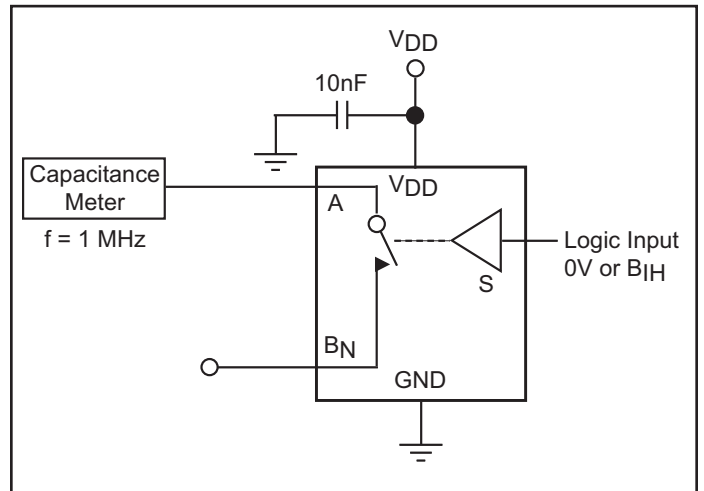 VDD
10nF
Capacitance
Meter
f = 1 MHz
VDD
A
S
Logic Input
0V or BIH
BN
GND